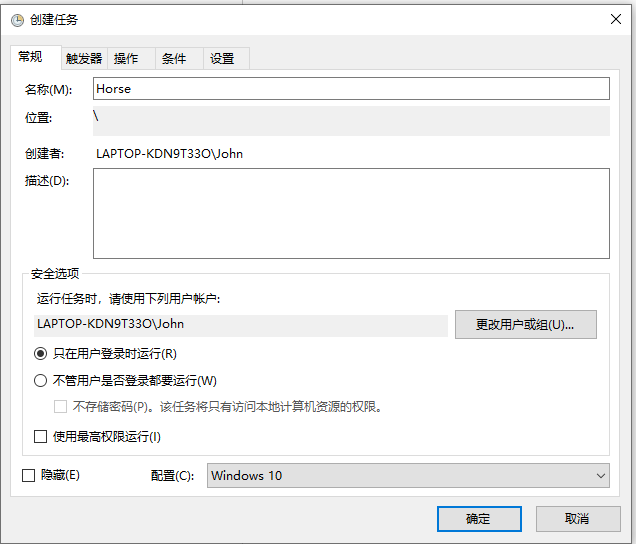 创建任务
常规 触发器 操作 条件 设置
名称(M): Horse
位置: \
创建者: LAPTOP-KDN9T33O\John
描述(D):
安全选项
运行任务时，请使用下列用户帐户:
LAPTOP-KDN9T33O\John 更改用户或组(U)...
只在用户登录时运行(R)
不管用户是否登录都要运行(W)
不存储密码(P)。该任务将只有访问本地计算机资源的权限。
使用最高权限运行(I)
隐藏(E) 配置(C): Windows 10
确定 取消